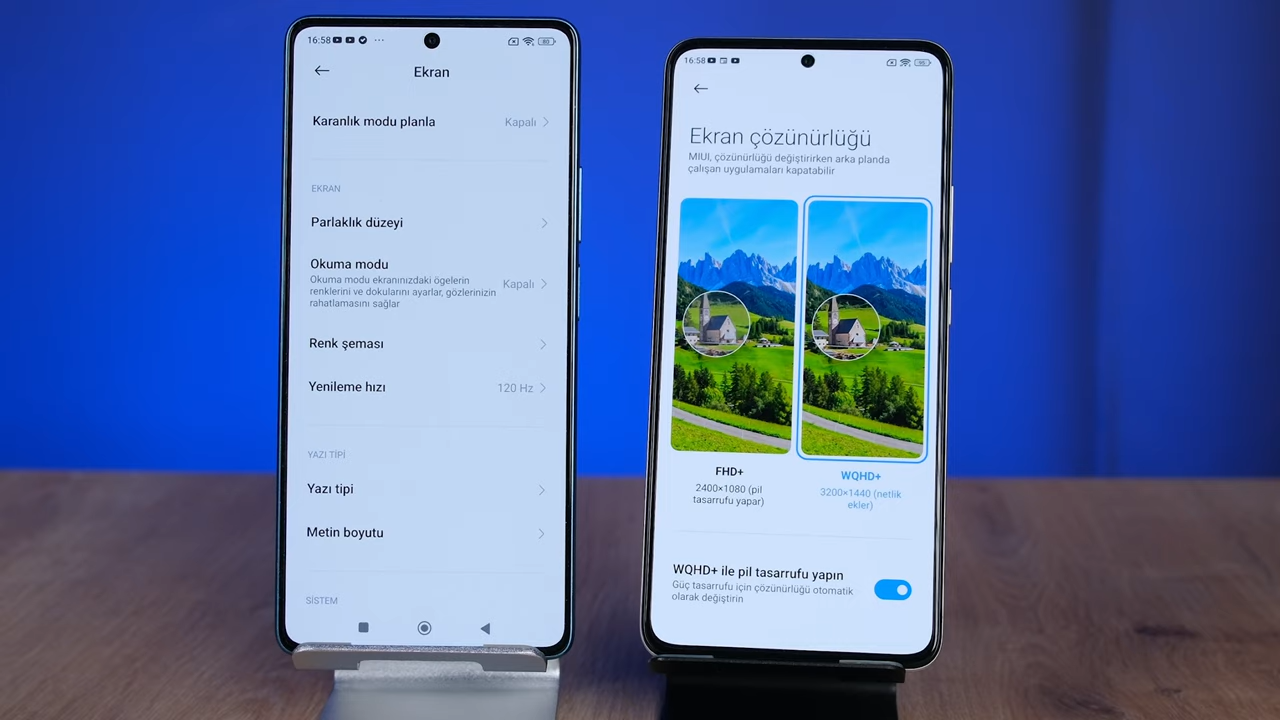 16:58
80
Ekran
Karanlık modu planla
Kapalı
EKRAN
Parlaklık düzeyi
Okuma modu
Okuma modu ekranınızdaki ögelerin
renklerini ve dokularını ayarlar, gözlerinizin
rahatlamasını sağlar
Kapalı
Renk şeması
Yenileme hızı
120 Hz
YAZI TİPİ
Yazı tipi
Metin boyutu
SİSTEM
16:58
Ekran çözünürlüğü
MIUI, çözünürlüğü değiştirirken arka planda
çalışan uygulamaları kapatabilir
FHD+
2400×1080 (pil
tasarrufu yapar)
WQHD+
3200×1440 (netlik
ekler)
WQHD+ ile pil tasarrufu yapın
Güç tasarrufu için çözünürlüğü otomatik
olarak değiştirin